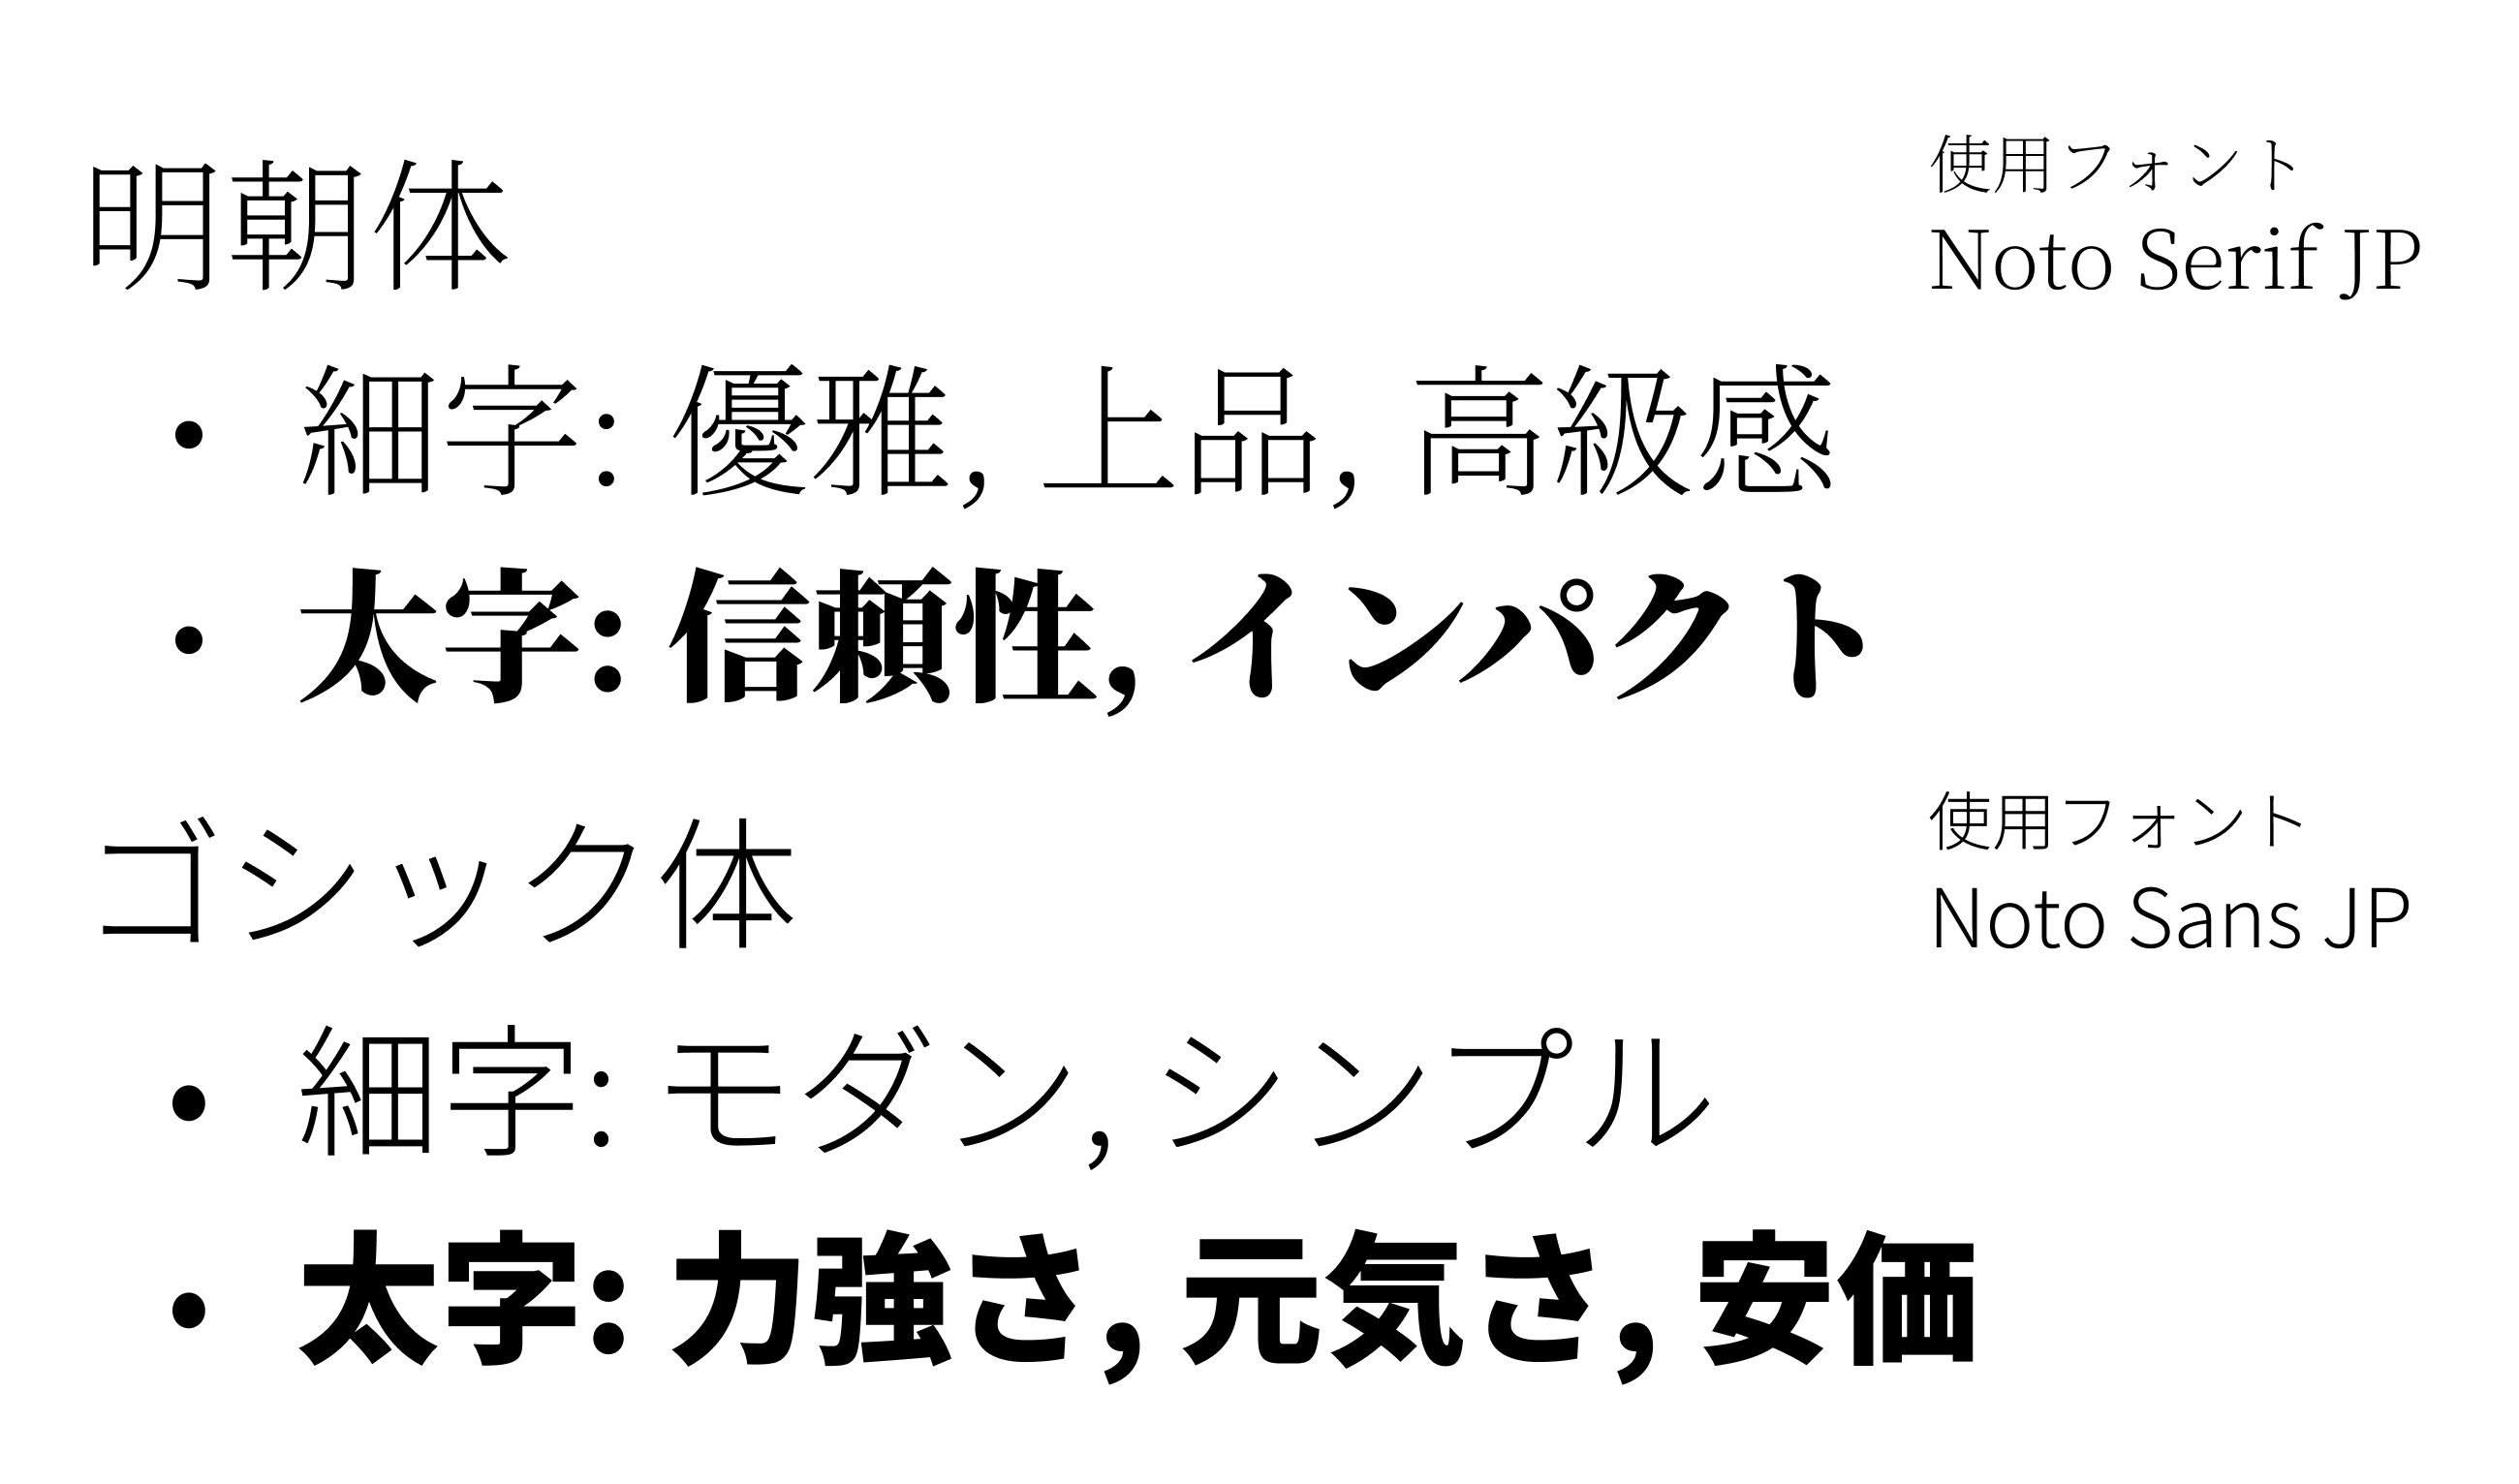 明朝体
使用フォント
Noto Serif JP
・細字: 優雅, 上品, 高級感
・太字: 信頼性, インパクト
ゴシック体
使用フォント
Noto Sans JP
・細字: モダン, シンプル
・太字: 力強さ, 元気さ, 安価